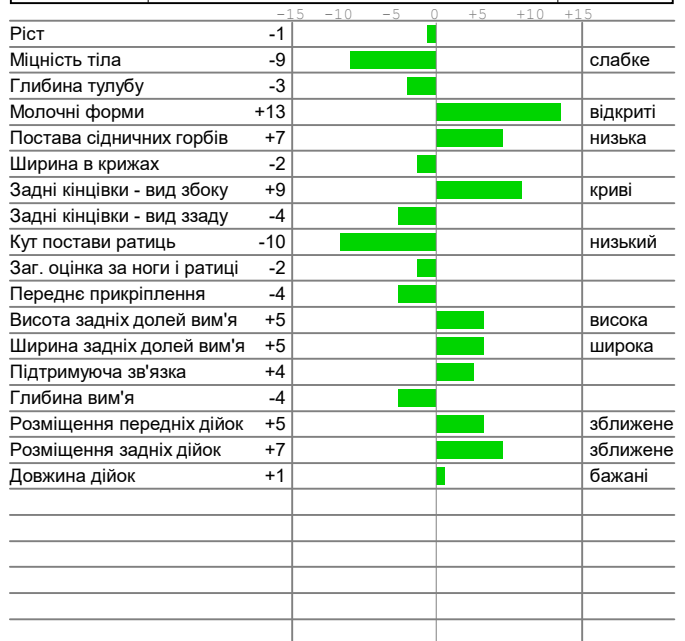 -15 -10 -5 0 +5 +10 +15
Ріст -1
Міцність тіла -9 слабке
Глибина тулубу -3
Молочні форми +13 відкриті
Постава сідничних горбів +7 низька
Ширина в крижах -2
Задні кінцівки - вид збоку +9 криві
Задні кінцівки - вид ззаду -4
Кут постави ратиць -10 низький
Заг. оцінка за ноги і ратиці -2
Переднє прикріплення -4
Висота задніх долей вим'я +5 висока
Ширина задніх долей вим'я +5 широка
Підтримуюча зв'язка +4
Глибина вим'я -4
Розміщення передніх дійок +5 зближене
Розміщення задніх дійок +7 зближене
Довжина дійок +1 бажані